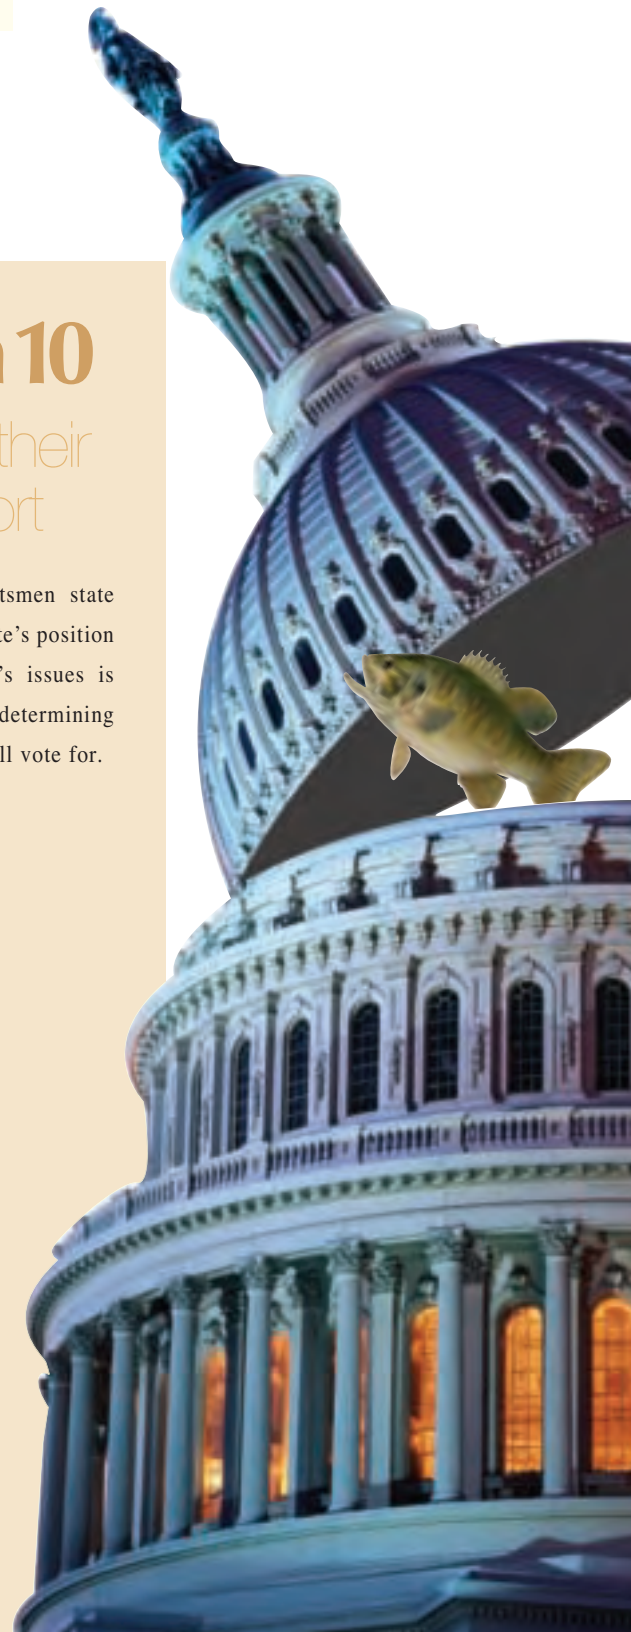 10
their
ort
tsmen state
te's position
's issues is
determining
ll vote for.